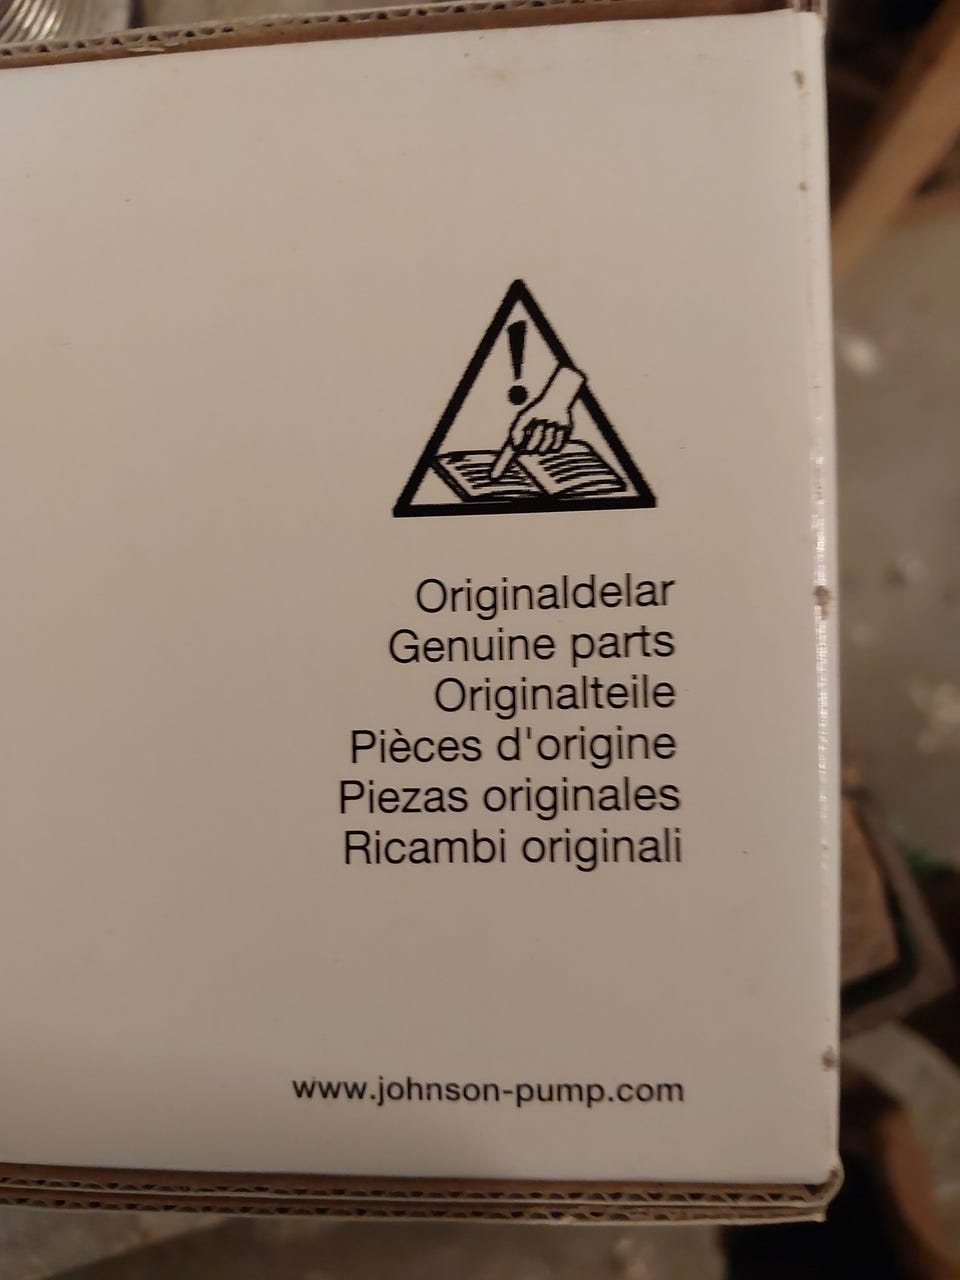 Originaldelar
Genuine parts
Originalteile
Pièces d'origine
Piezas originales
Ricambi originali
www.johnson-pump.com